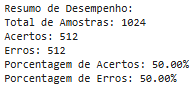 Resumo de Desempenho:
Total de Amostras: 1024
Acertos: 512
Erros: 512
Porcentagem de Acertos: 50.00%
Porcentagem de Erros: 50.00%